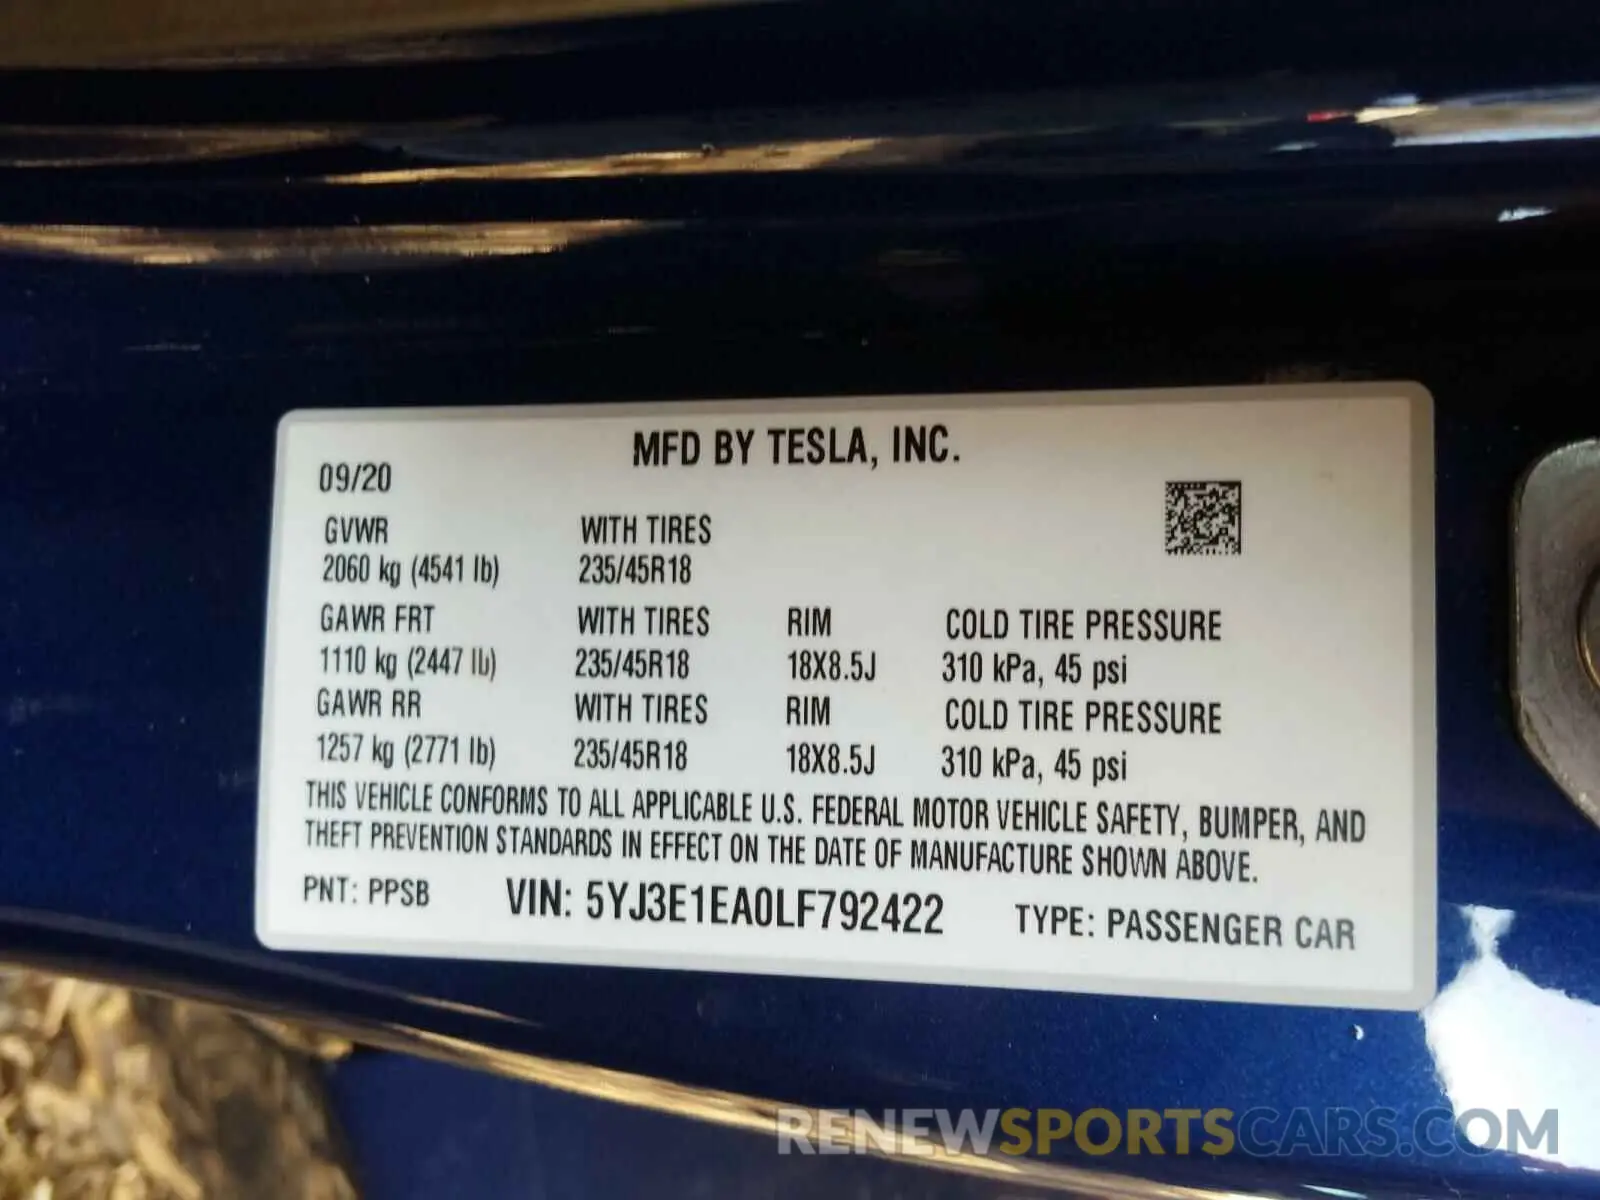 MFD BY TESLA, INC.
09/20
GVWR WITH TIRES
2060 kg (4541 lb) 235/45R18
GAWR FRT WITH TIRES RIM COLD TIRE PRESSURE
1110 kg (2447 lb) 235/45R18 18X8.5J 310 kPa, 45 psi
GAWR RR WITH TIRES RIM COLD TIRE PRESSURE
1257 kg (2771 lb) 235/45R18 18X8.5J 310 kPa, 45 psi
THIS VEHICLE CONFORMS TO ALL APPLICABLE U.S. FEDERAL MOTOR VEHICLE SAFETY, BUMPER, AND
THEFT PREVENTION STANDARDS IN EFFECT ON THE DATE OF MANUFACTURE SHOWN ABOVE.
PNT: PPSB VIN: 5YJ3E1EA0LF792422 TYPE: PASSENGER CAR
RENEWSPORTSCARS.COM